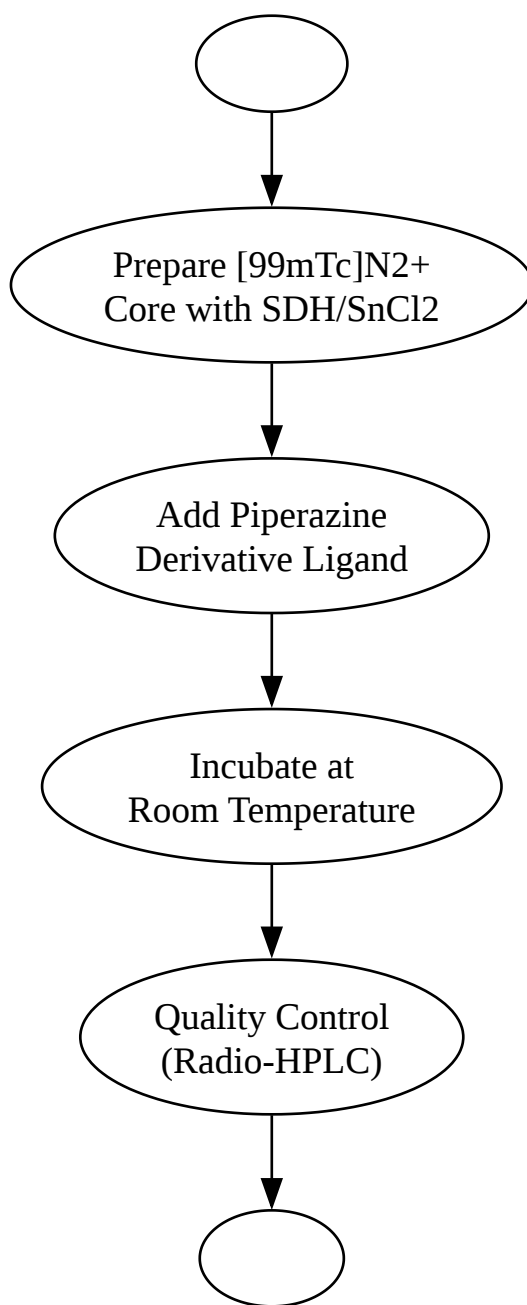 Prepare [99mTc]N2+
Core with SDH/SnCl2
Add Piperazine
Derivative Ligand
Incubate at
Room Temperature
Quality Control
(Radio-HPLC)